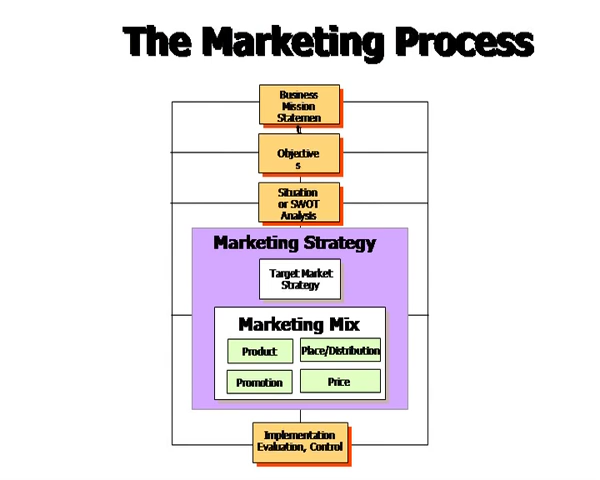 The Marketing Process
Business
Mission
Statemen
t
Objective
s
Situation
or SWOT
Analysis
Marketing Strategy
Target Market
Strategy
Marketing Mix
Product
Place/Distribution
Promotion
Price
Implementation
Evaluation, Control